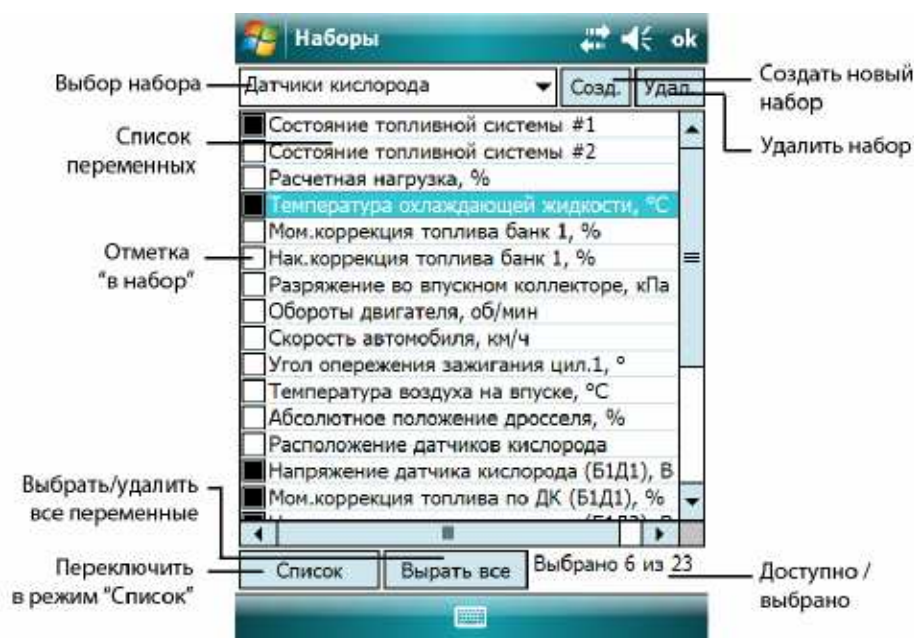 Наборы
ok
Выбор набора
Датчики кислорода
Созд.
Удал.
Создать новый
набор
Удалить набор
Список
переменных
Состояние топливной системы #1
Состояние топливной системы #2
Расчетная нагрузка, %
Температура охлаждающей жидкости, °C
Мом.коррекция топлива банк 1, %
Отметка
"в набор"
Нак.коррекция топлива банк 1, %
Разряжение во впускном коллекторе, кПа
Обороты двигателя, об/мин
Скорость автомобиля, км/ч
Угол опережения зажигания цил.1, °
Температура воздуха на впуске, °C
Абсолютное положение дросселя, %
Расположение датчиков кислорода
Напряжение датчика кислорода (Б1Д1), В
Мом.коррекция топлива по ДК (Б1Д1), %
Выбрать/удалить
все переменные
Переключить
в режим "Список"
Список
Вырать все
Выбрано 6 из 23
Доступно /
выбрано